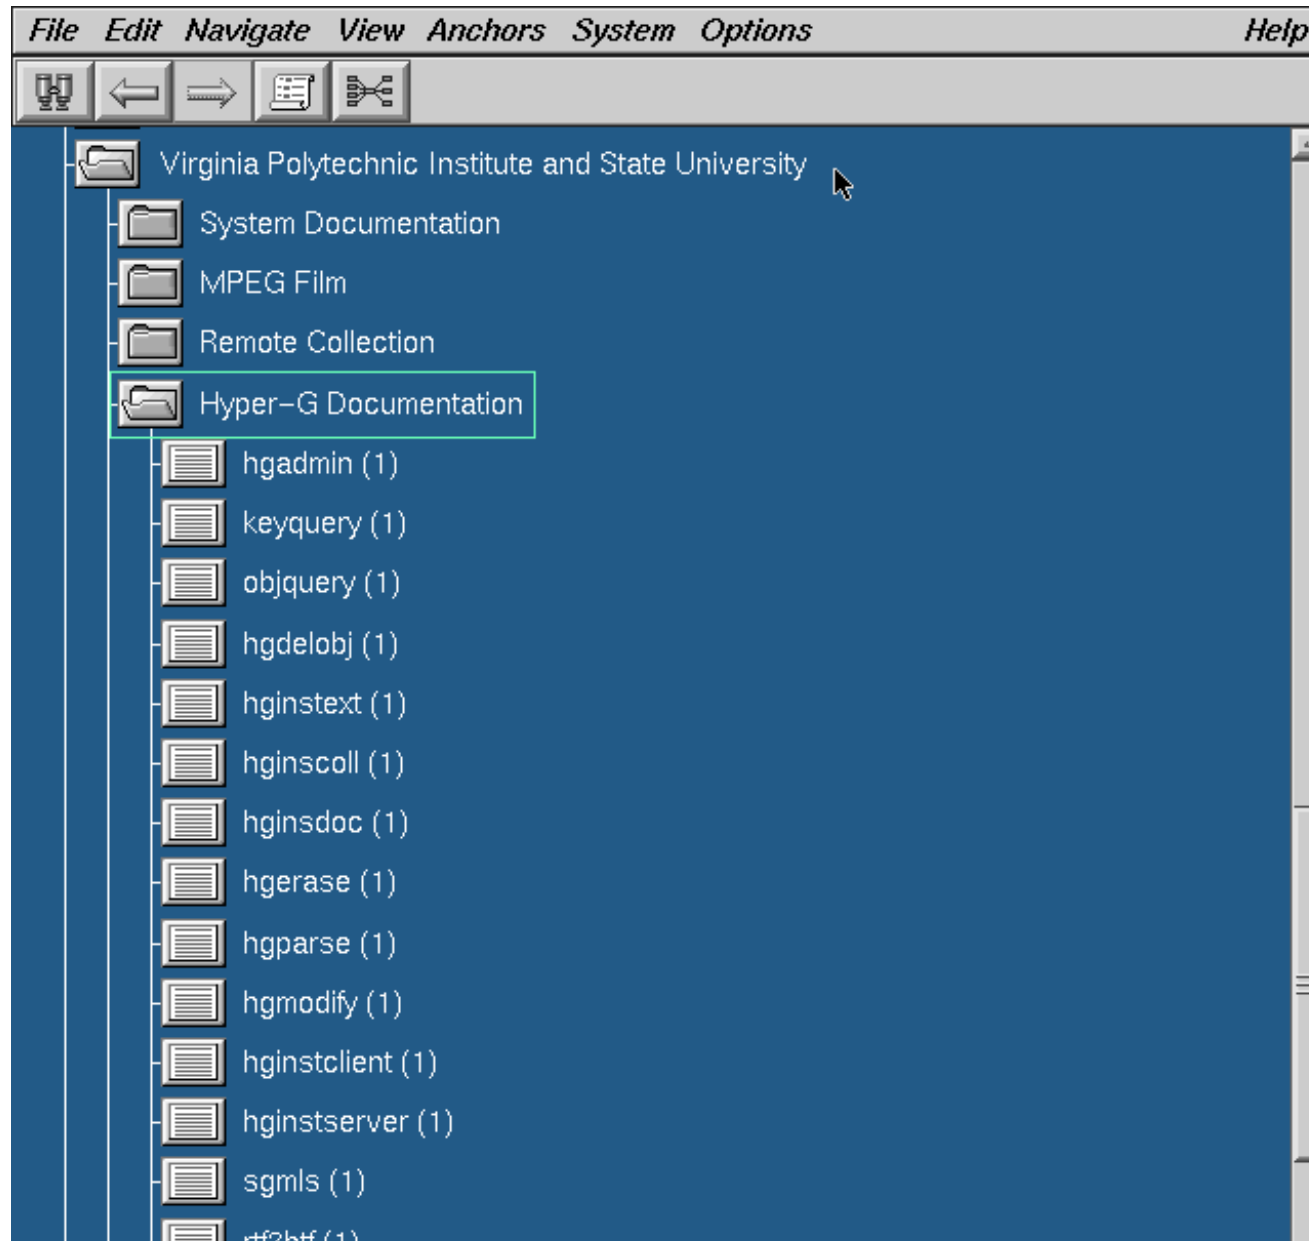 File Edit Navigate View Anchors System Options Help
Virginia Polytechnic Institute and State University
System Documentation
MPEG Film
Remote Collection
Hyper-G Documentation
hgadmin (1)
keyquery (1)
objquery (1)
hgdelobj (1)
hginstext (1)
hginscoll (1)
hginsdoc (1)
hgerase (1)
hgparse (1)
hgmodify (1)
hginstclient (1)
hginstserver (1)
sgmls (1)